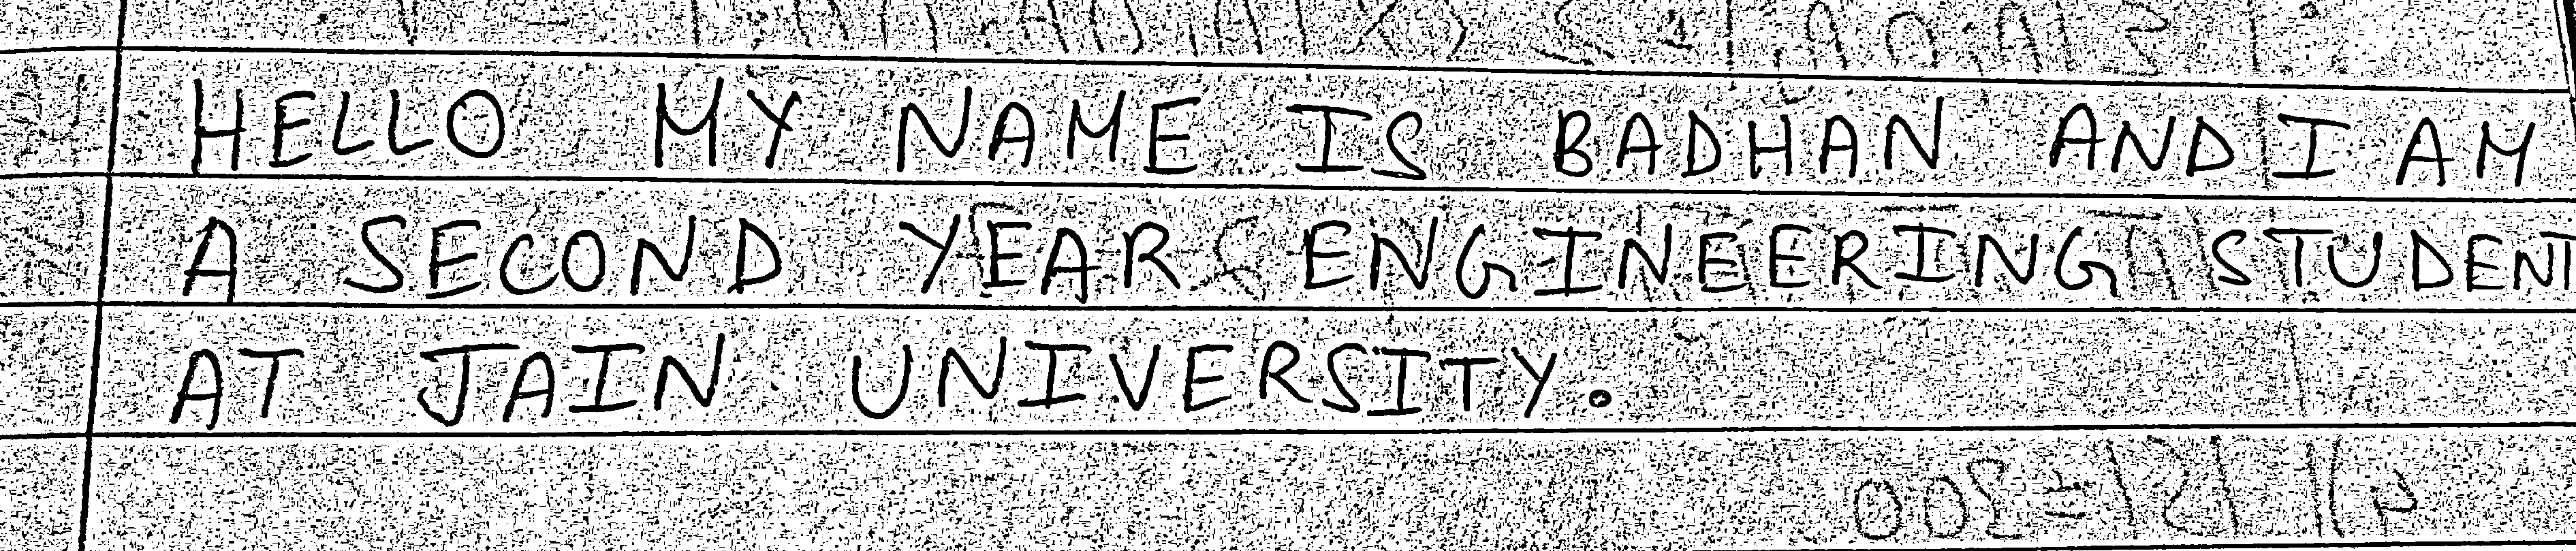 HELLO MY NAME IS BADHAN AND I AM
A SECOND YEAR ENGINEERING STUDENT
AT JAIN UNIVERSITY.